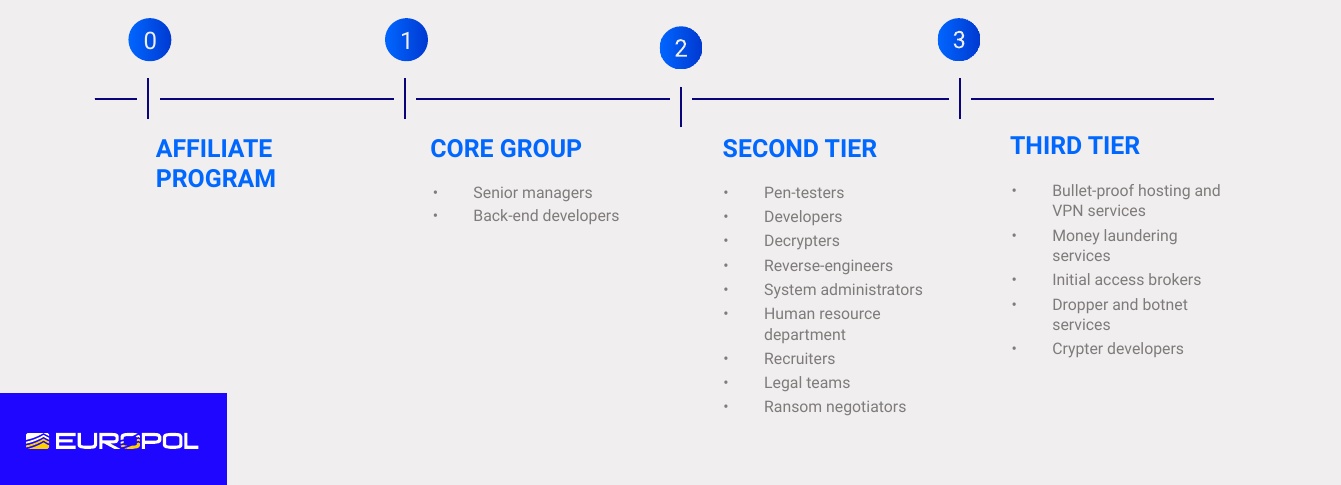 0
AFFILIATE
PROGRAM
1
CORE GROUP
• Senior managers
• Back-end developers
2
SECOND TIER
• Pen-testers
• Developers
• Decrypters
• Reverse-engineers
• System administrators
• Human resource
department
• Recruiters
• Legal teams
• Ransom negotiators
3
THIRD TIER
• Bullet-proof hosting and
VPN services
• Money laundering
services
• Initial access brokers
• Dropper and botnet
services
• Crypter developers
EUROPOL